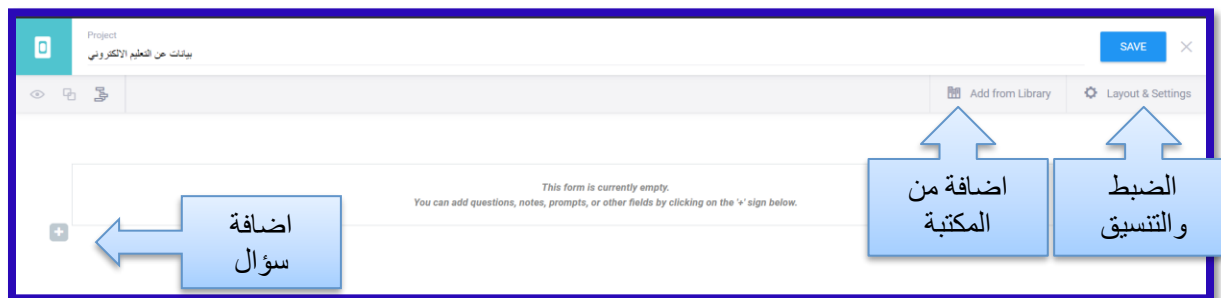 Project
بيانات عن التعليم الالكتروني
SAVE
Add from Library
Layout & Settings
This form is currently empty.
You can add questions, notes, prompts, or other fields by clicking on the '+' sign below.
اضافة من
المكتبة
الضبط
والتنسيق
اضافة
سؤال